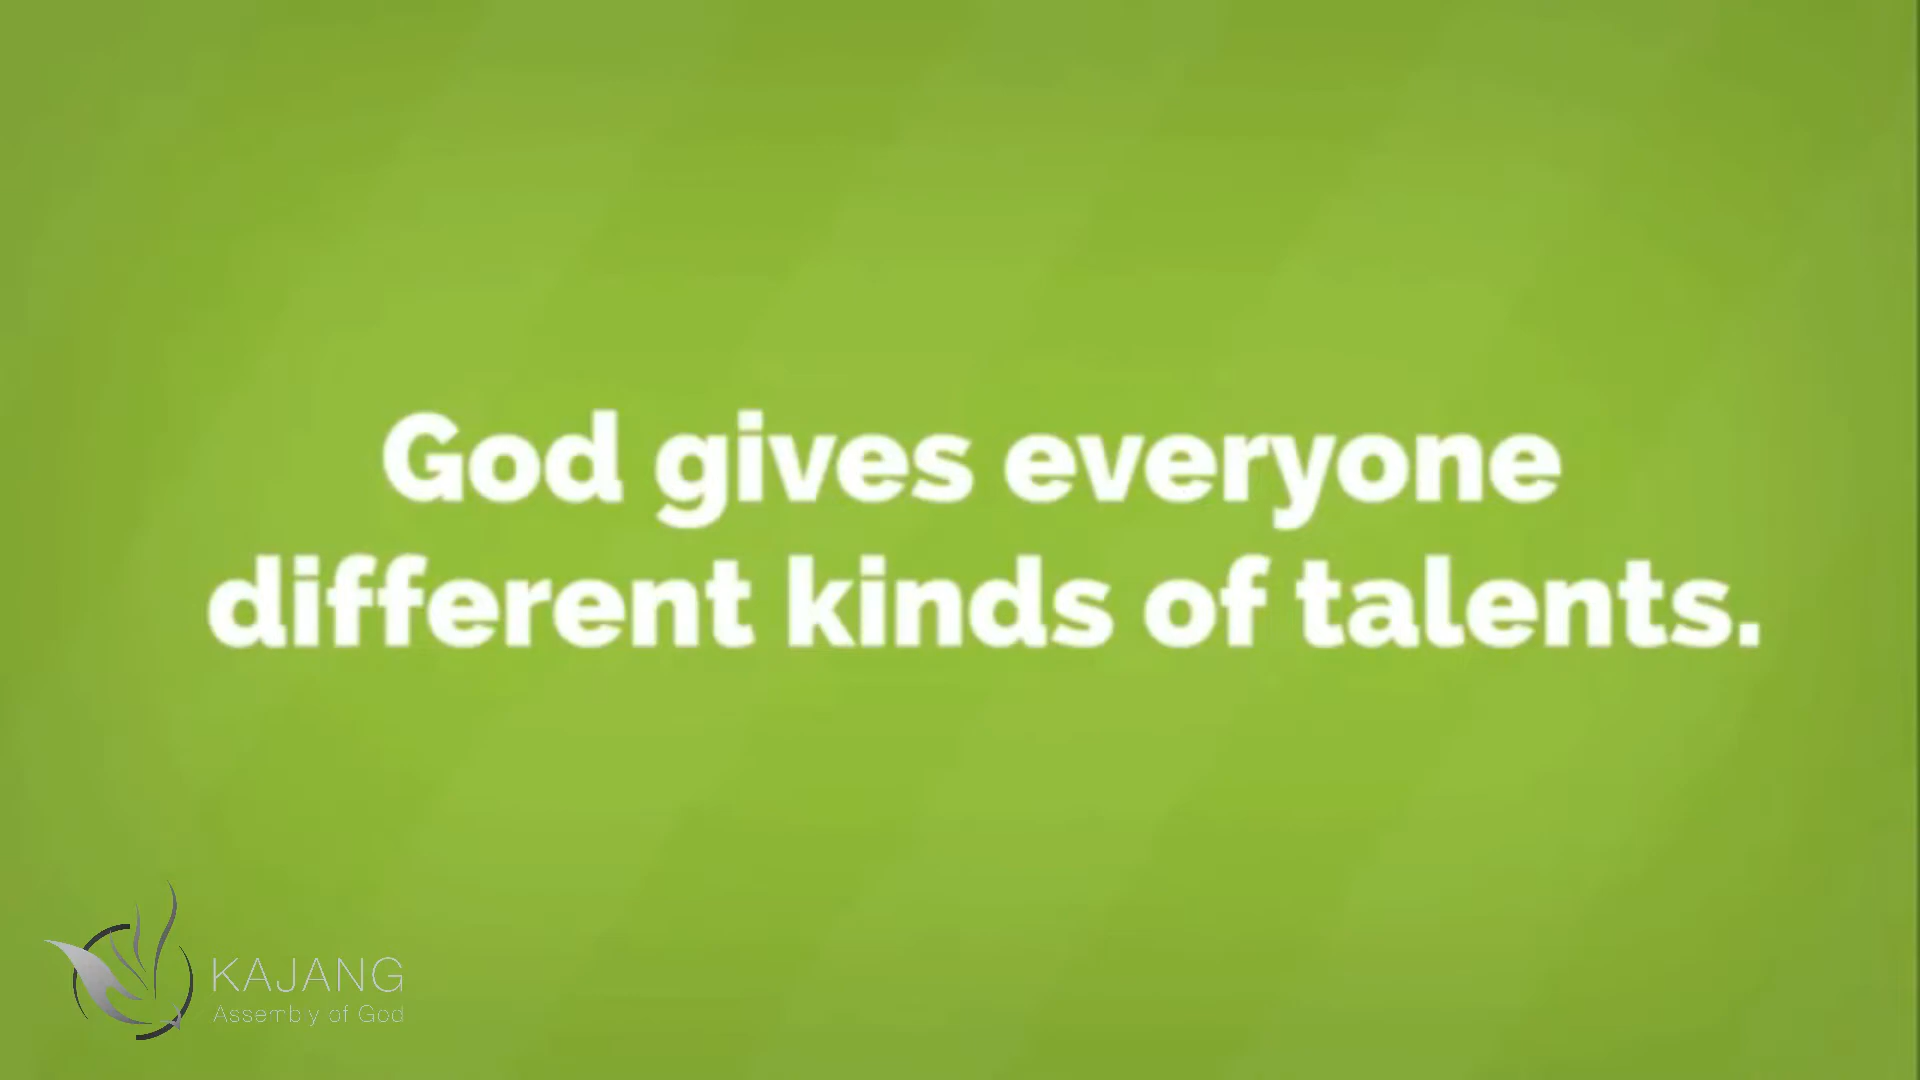 God gives everyone
different kinds of talents.
KAJANG
Assembly of God